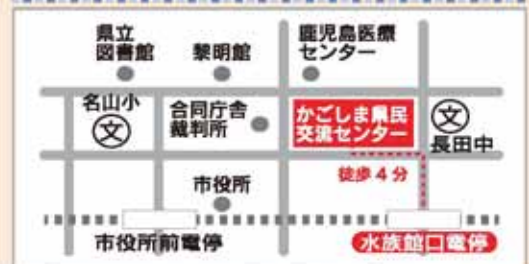 県立
図書館
黎明館
鹿児島医療
センター
名山小
文
合同庁舎
裁判所
かごしま県民
交流センター
文
長田中
徒歩4分
市役所
市役所前電停
水族館口電停